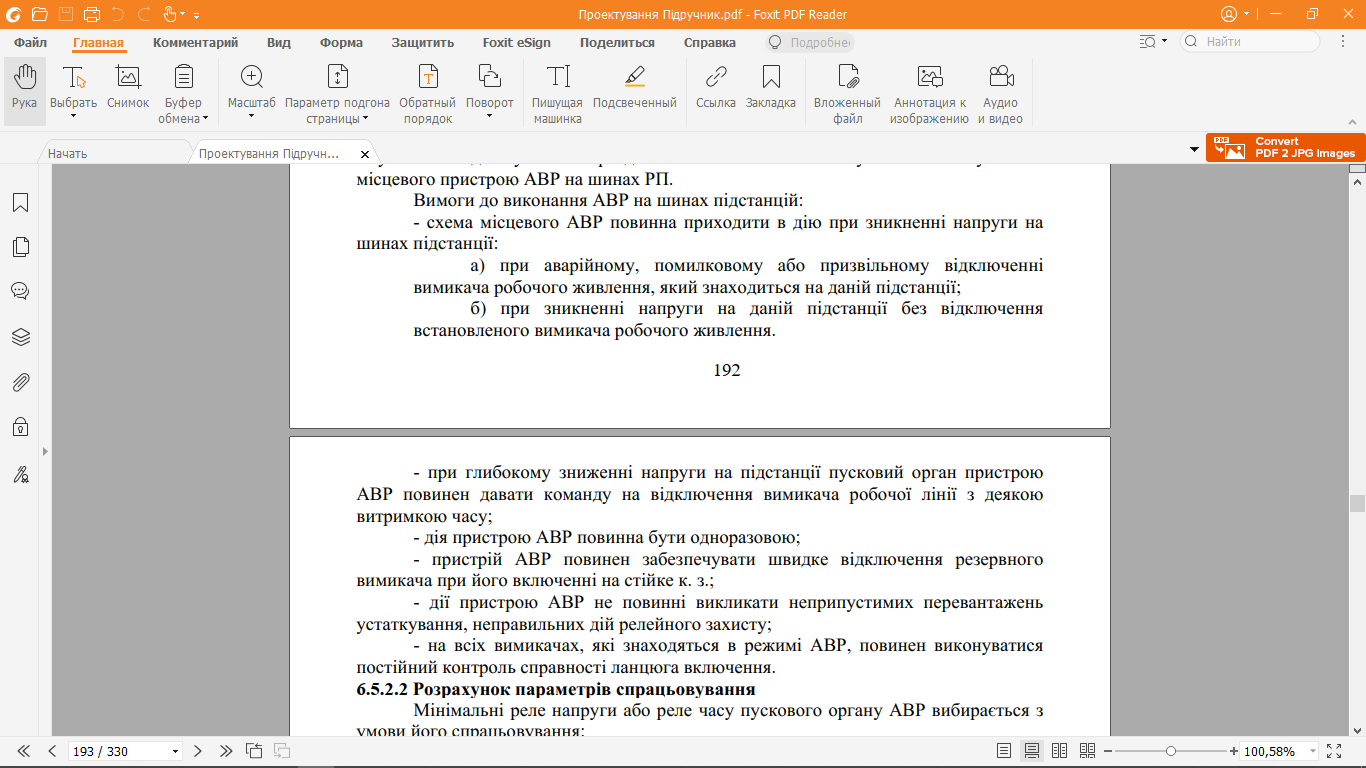 Проектування Підручник.pdf - Foxit PDF Reader
Файл Главная Комментарий Вид Форма Защитить Foxit eSign Поделиться Справка Подробнее Найти
Рука Выбрать Снимок Буфер обмена Масштаб Параметр подгона страницы Обратный порядок Поворот Пишущая машинка Подсвеченный Ссылка Закладка Вложенный файл Аннотация к изображению Аудио и видео
Начать Проектування Підручн... PDF Convert
PDF 2 JPG Images
місцевого пристрою АВР на шинах РП.
Вимоги до виконання АВР на шинах підстанцій:
- схема місцевого АВР повинна приходити в дію при зникненні напруги на
шинах підстанції:
а) при аварійному, помилковому або призвільному відключенні
вимикача робочого живлення, який знаходиться на даній підстанції;
б) при зникненні напруги на даній підстанції без відключення
встановленого вимикача робочого живлення.
192
- при глибокому зниженні напруги на підстанції пусковий орган пристрою
АВР повинен давати команду на відключення вимикача робочої лінії з деякою
витримкою часу;
- дія пристрою АВР повинна бути одноразовою;
- пристрій АВР повинен забезпечувати швидке відключення резервного
вимикача при його включенні на стійке к. з.;
- дії пристрою АВР не повинні викликати неприпустимих перевантажень
устаткування, неправильних дій релейного захисту;
- на всіх вимикачах, які знаходяться в режимі АВР, повинен виконуватися
постійний контроль справності ланцюга включення.
6.5.2.2 Розрахунок параметрів спрацьовування
Мінімальні реле напруги або реле часу пускового органу АВР вибирається з
умови його спрацьовування:
193 / 330 100,58%